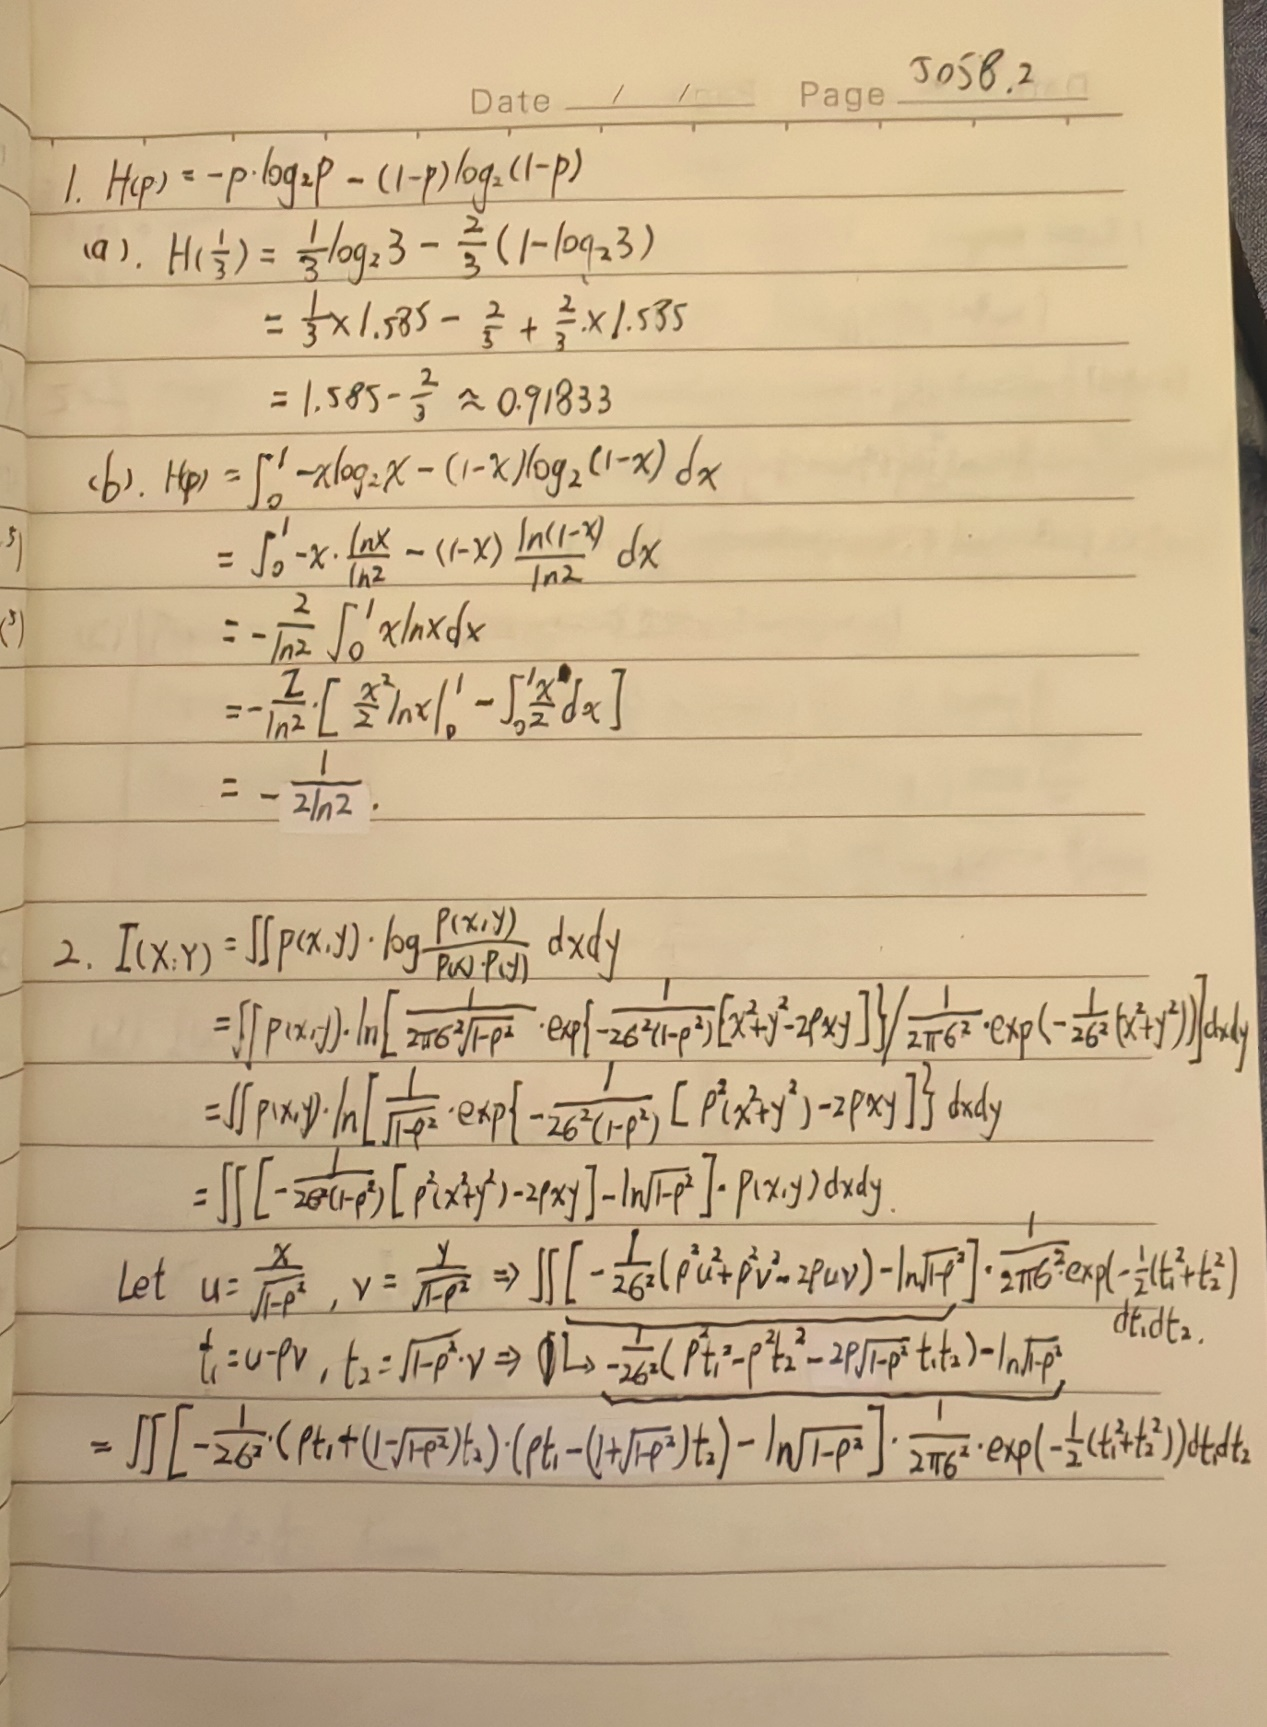 Date / / Page 5058.2
1. H(p) = -p·log₂p - (1-p)log₂(1-p)
(a). H(1/3) = 1/3 log₂3 - 2/3 (1-log₂3)
= 1/3 × 1.585 - 2/3 + 2/3 × 1.585
= 1.585 - 2/3 ≈ 0.91833
(b). H(p) = ∫₀¹ -xlog₂x - (1-x)log₂(1-x) dx
= ∫₀¹ -x· lnx/ln2 - (1-x) ln(1-x)/ln2 dx
= - 2/ln2 ∫₀¹ xlnxdx
= - 2/ln2 ·[ x²/2 lnx|₀¹ - ∫₀¹ x/2 dx]
= - 1/2ln2 .
2. I(X:Y) = ∬p(x,y)·log p(x,y)/p(x)·p(y) dxdy
= ∬p(x,y)·ln[ 1/2πσ²√1-ρ² ·exp{- 1/2σ²(1-ρ²) [x²+y²-2ρxy]}/ 1/2πσ² ·exp(- 1/2σ² (x²+y²))]dxdy
= ∬p(x,y)·ln[ 1/√1-ρ² ·exp{- 1/2σ²(1-ρ²) [ρ²(x²+y²)-2ρxy]} dxdy
= ∬[- 1/2σ²(1-ρ²) [ρ²(x²+y²)-2ρxy]-ln√1-ρ²]·p(x,y)dxdy.
Let u= x/√1-ρ² , v= y/√1-ρ² ⇒ ∬[- 1/2σ² (ρ²u²+ρ²v²-2ρuv)-ln√1-ρ²]· 1/2πσ² ·exp(-1/2(t₁²+t₂²)
dt₁dt₂.
t₁=u-ρv, t₂=√1-ρ²·v ⇒ ↳ - 1/2σ² (ρ²t₁²-ρ²t₂²-2ρ√1-ρ² t₁t₂)-ln√1-ρ²
= ∬[- 1/2σ² ·(ρt₁+(1-√1-ρ²)t₂)·(ρt₁-(1+√1-ρ²)t₂)-ln√1-ρ²]· 1/2πσ² ·exp(-1/2(t₁²+t₂²))dt₁dt₂